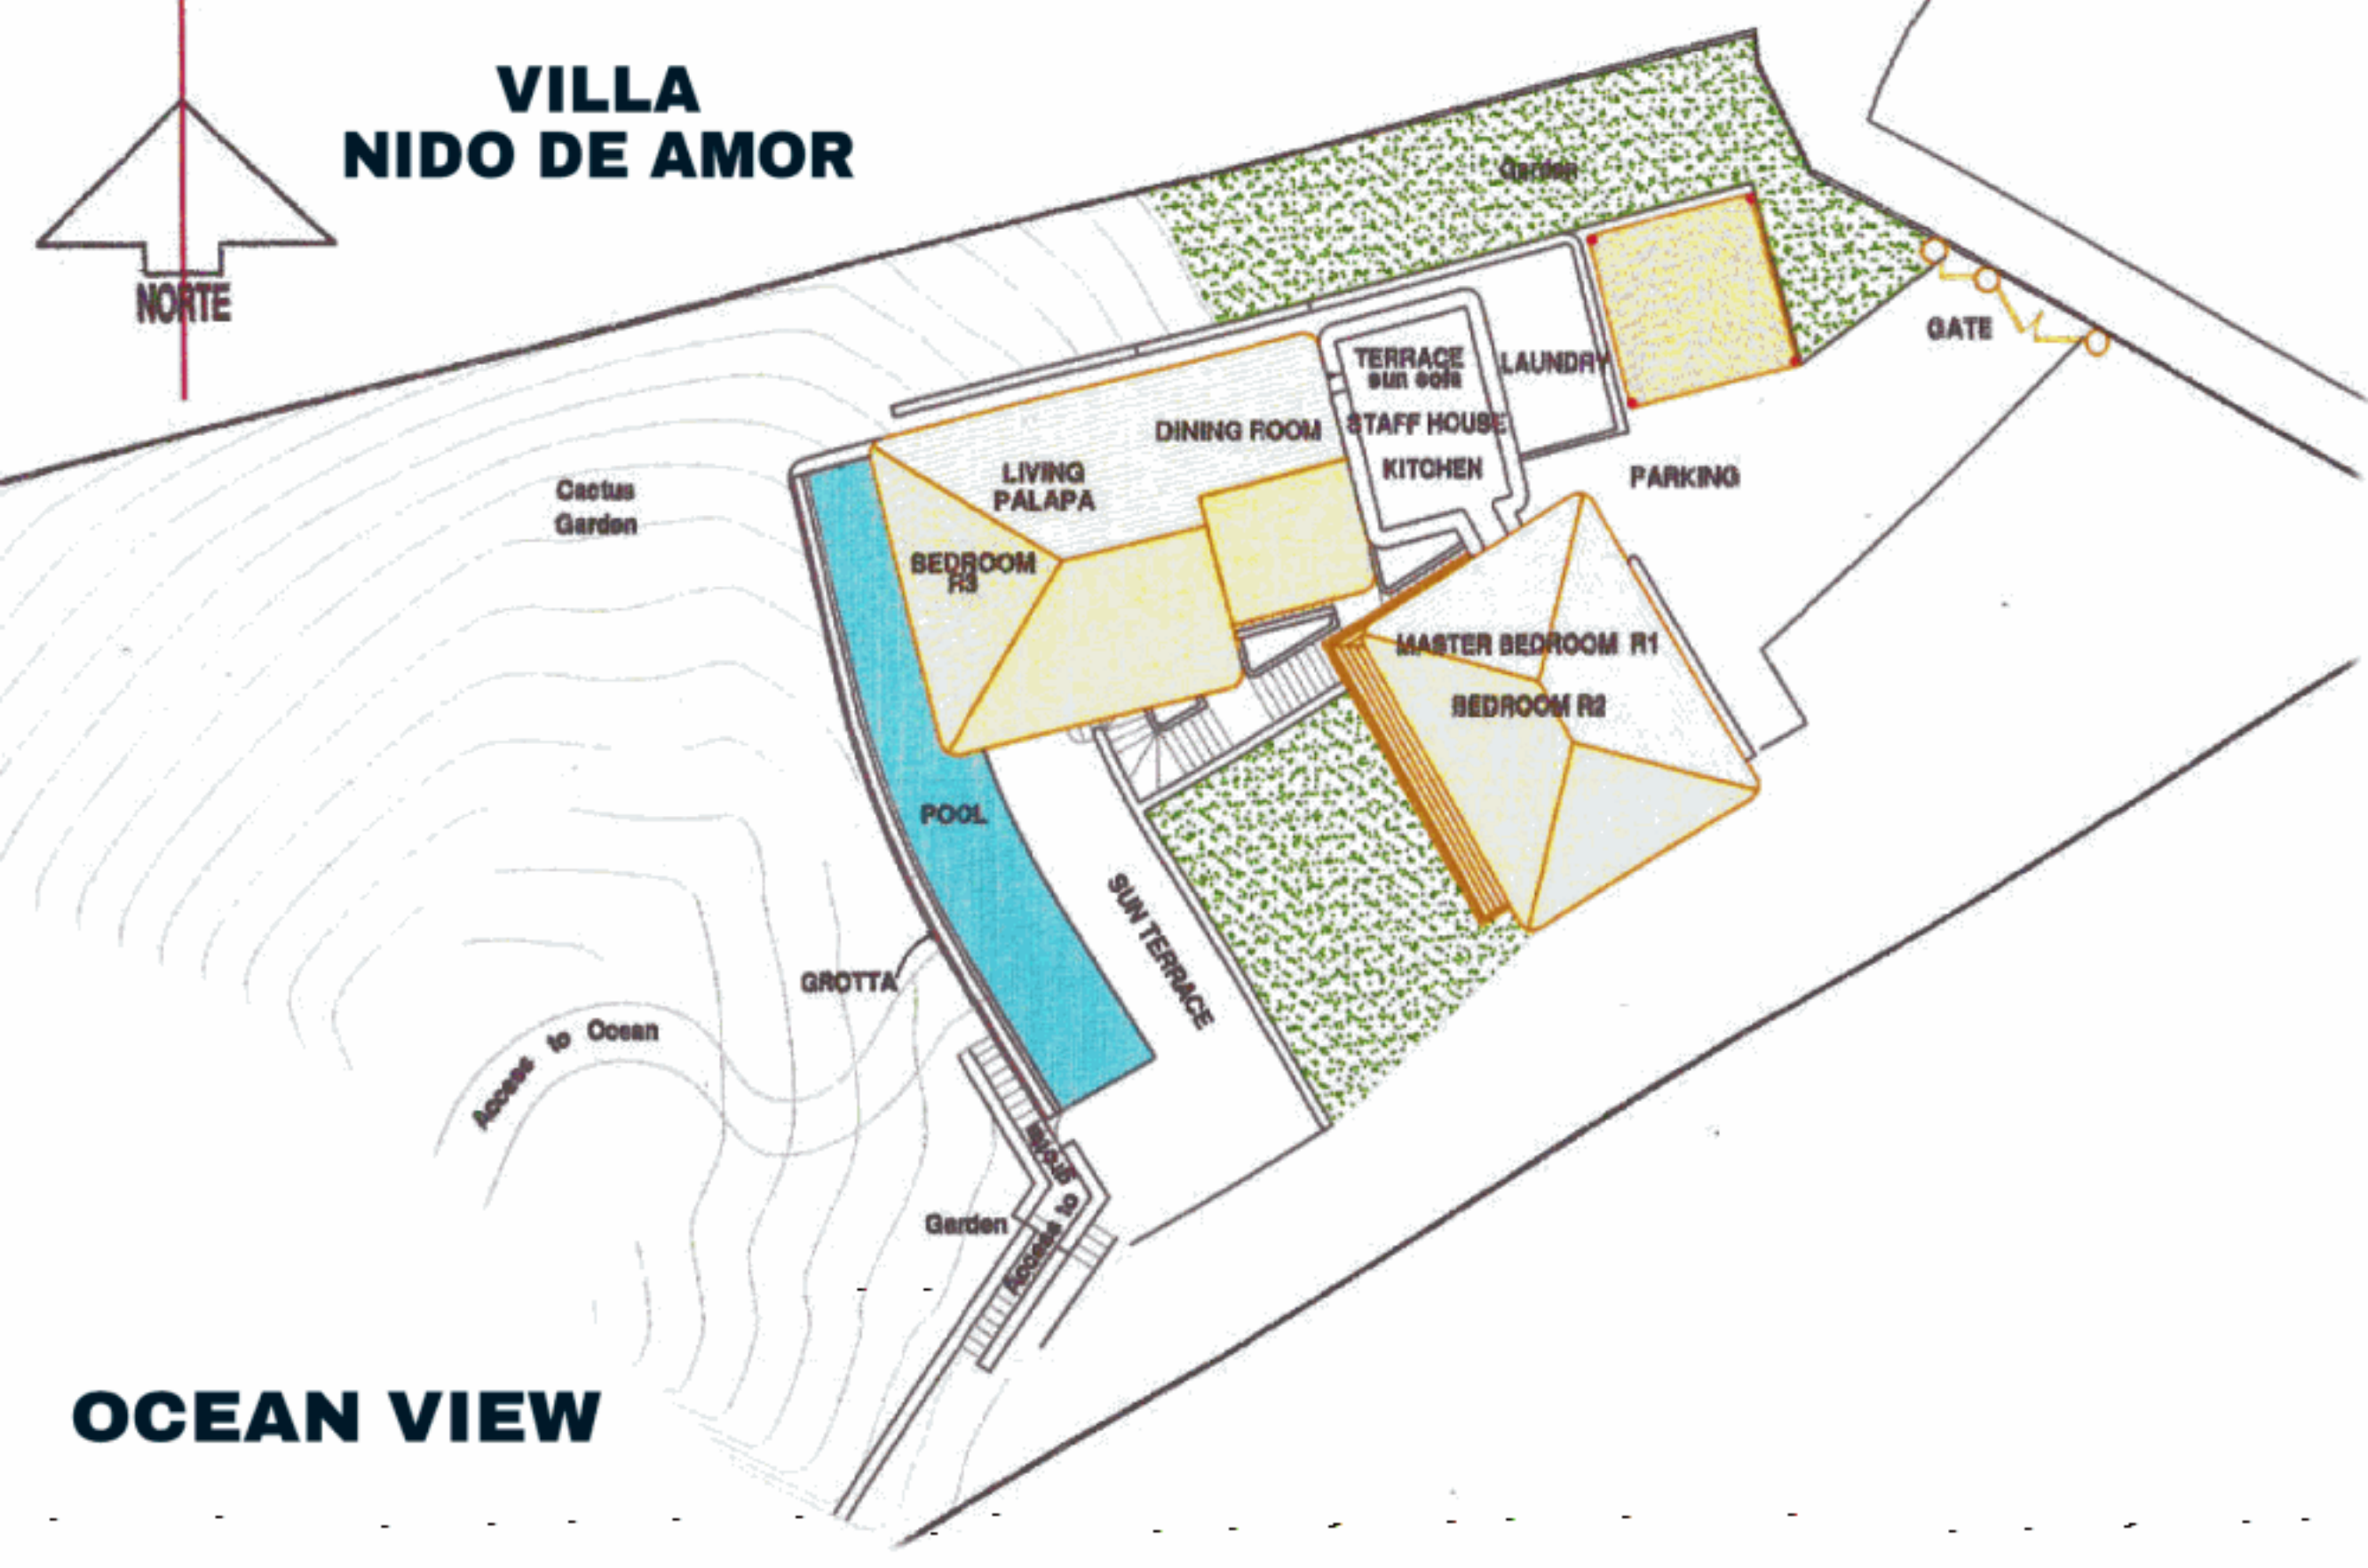 VILLA
NIDO DE AMOR
NORTE
Garden
GATE
TERRACE
sun sofa
LAUNDRY
DINING ROOM
STAFF HOUSE
KITCHEN
LIVING
PALAPA
PARKING
Cactus
Garden
BEDROOM
R3
MASTER BEDROOM R1
BEDROOM R2
POOL
SUN TERRACE
GROTTA
Access to Ocean
Access to grotta
Garden
OCEAN VIEW